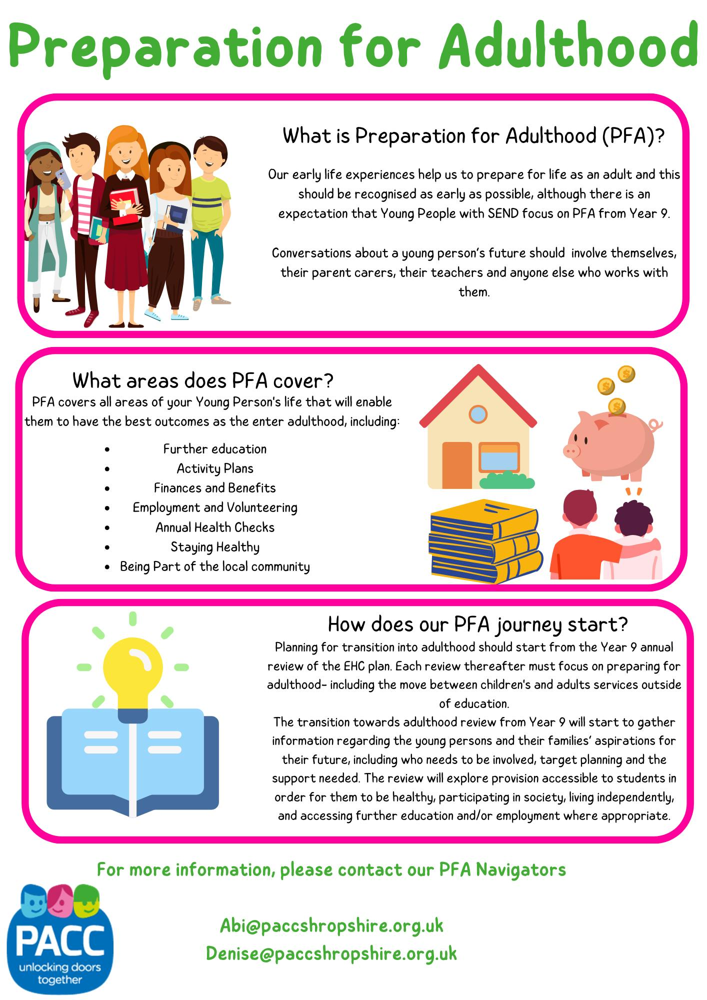 Preparation for Adulthood
What is Preparation for Adulthood (PFA)?
Our early life experiences help us to prepare for life as an adult and this
should be recognised as early as possible, although there is an
expectation that Young People with SEND focus on PFA from Year 9.
Conversations about a young person's future should involve themselves,
their parent carers, their teachers and anyone else who works with
them.
What areas does PFA cover?
PFA covers all areas of your Young Person's life that will enable
them to have the best outcomes as the enter adulthood, including:
• Further education
• Activity Plans
• Finances and Benefits
• Employment and Volunteering
• Annual Health Checks
• Staying Healthy
• Being Part of the local community
How does our PFA journey start?
Planning for transition into adulthood should start from the Year 9 annual
review of the EHC plan. Each review thereafter must focus on preparing for
adulthood- including the move between children's and adults services outside
of education.
The transition towards adulthood review from Year 9 will start to gather
information regarding the young persons and their families' aspirations for
their future, including who needs to be involved, target planning and the
support needed. The review will explore provision accessible to students in
order for them to be healthy, participating in society, living independently,
and accessing further education and/or employment where appropriate.
For more information, please contact our PFA Navigators
Abi@paccshropshire.org.uk
Denise@paccshropshire.org.uk
PACC
unlocking doors
together